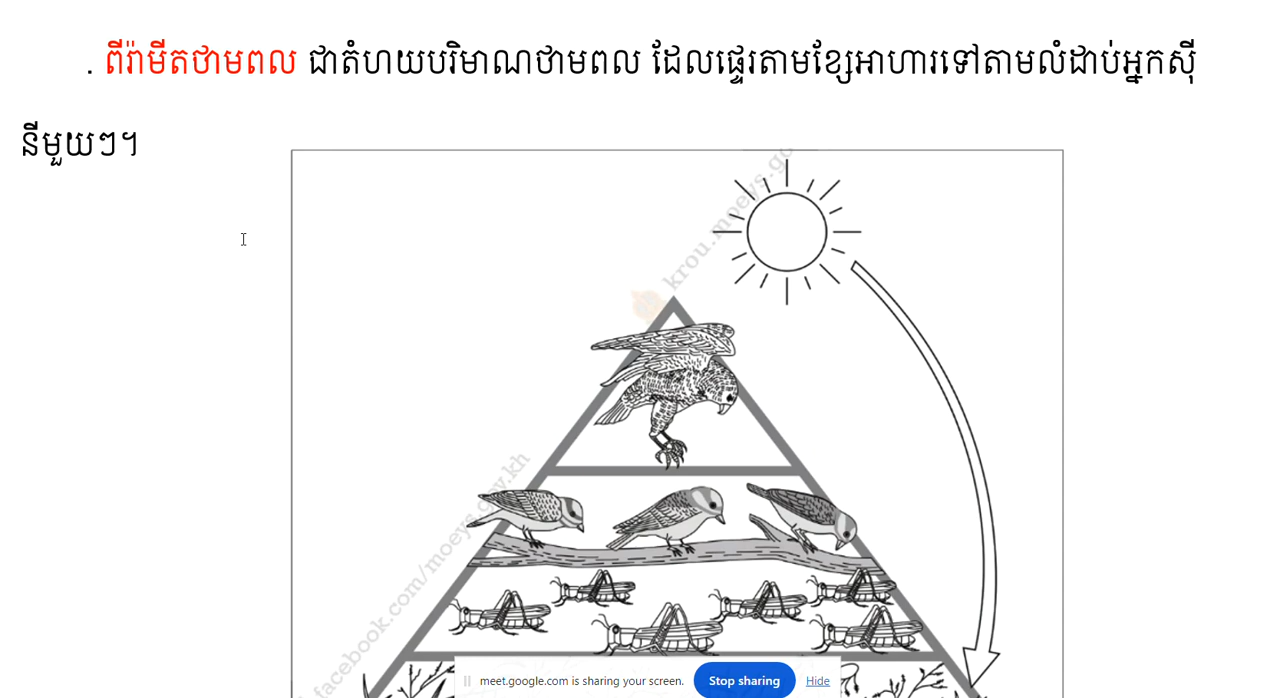 . ពីរ៉ាមីតថាមពល ជាតំហយបរិមាណថាមពល ដែលផ្ទេរតាមខ្សែអាហារទៅតាមលំដាប់អ្នកស៊ី
នីមួយៗ។
krou.moeys.go
facebook.com/moeys.gov.kh
meet.google.com is sharing your screen. Stop sharing Hide